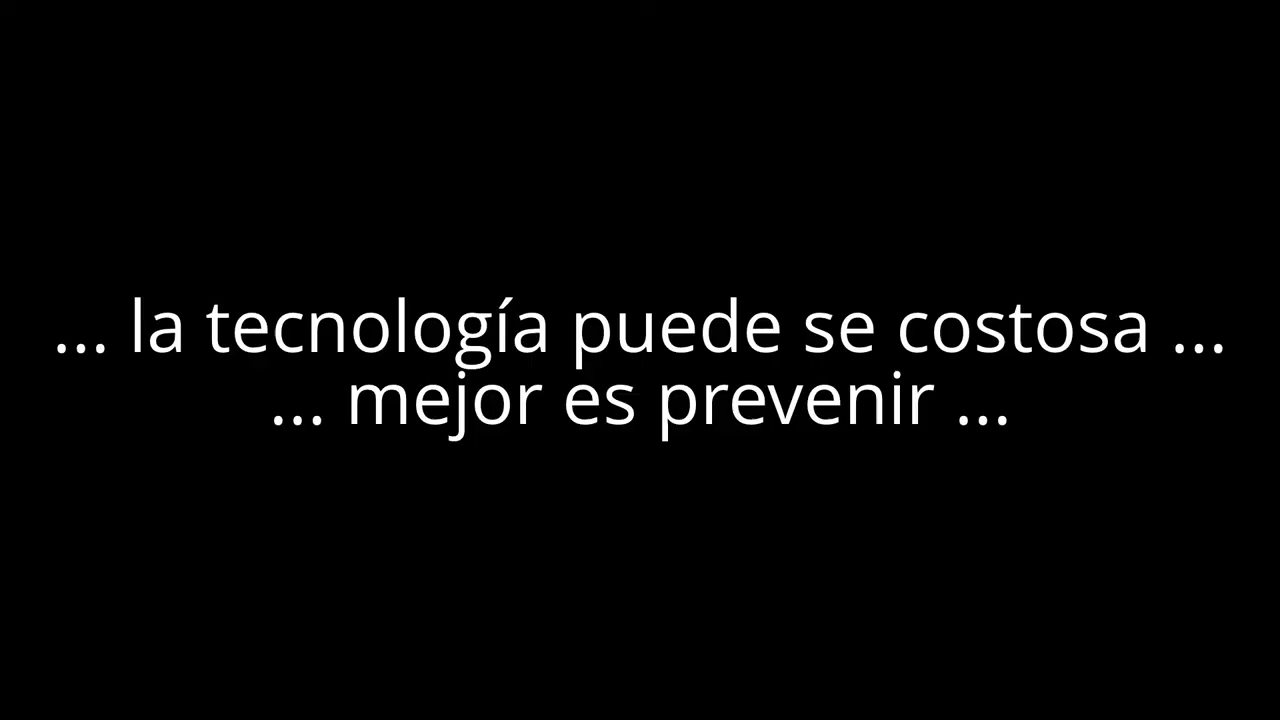 ... la tecnología puede se costosa ...
... mejor es prevenir ...